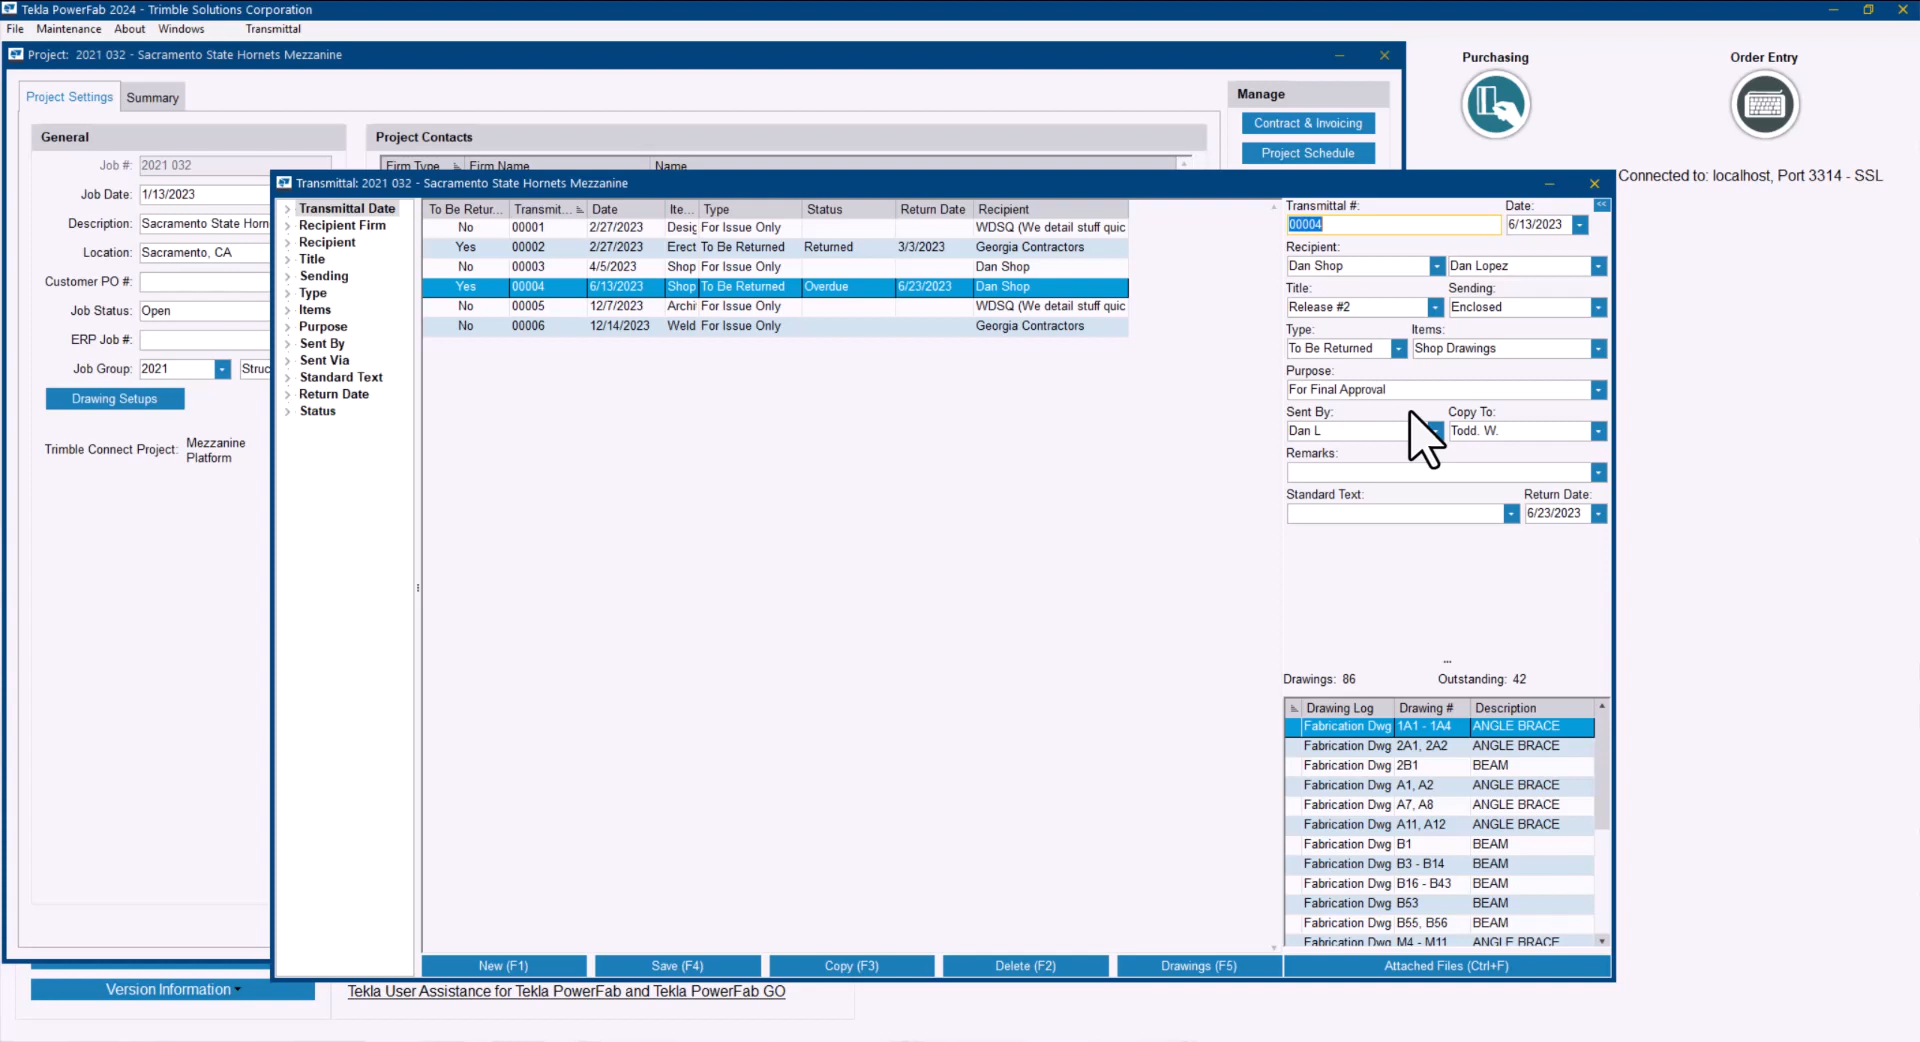 Tekla PowerFab 2024 - Trimble Solutions Corporation
File Maintenance About Windows Transmittal
Project: 2021 032 - Sacramento State Hornets Mezzanine
Purchasing
Order Entry
Connected to: localhost, Port 3314 - SSL
Project Settings Summary
Manage
Contract & Invoicing
Project Schedule
General
Job #: 2021 032
Job Date: 1/13/2023
Description: Sacramento State Horn
Location: Sacramento, CA
Customer PO #:
Job Status: Open
ERP Job #:
Job Group: 2021 Struc
Drawing Setups
Trimble Connect Project: Mezzanine
Platform
Project Contacts
Firm Type Firm Name Name
Transmittal: 2021 032 - Sacramento State Hornets Mezzanine
Transmittal Date
Recipient Firm
Recipient
Title
Sending
Type
Items
Purpose
Sent By
Sent Via
Standard Text
Return Date
Status
To Be Retur... Transmit... Date Ite... Type Status Return Date Recipient
No 00001 2/27/2023 Desig For Issue Only WDSQ (We detail stuff quic
Yes 00002 2/27/2023 Erect To Be Returned Returned 3/3/2023 Georgia Contractors
No 00003 4/5/2023 Shop For Issue Only Dan Shop
Yes 00004 6/13/2023 Shop To Be Returned Overdue 6/23/2023 Dan Shop
No 00005 12/7/2023 Archi For Issue Only WDSQ (We detail stuff quic
No 00006 12/14/2023 Weld For Issue Only Georgia Contractors
Transmittal #: Date: <<
00004 6/13/2023
Recipient:
Dan Shop Dan Lopez
Title: Sending:
Release #2 Enclosed
Type: Items:
To Be Returned Shop Drawings
Purpose:
For Final Approval
Sent By: Copy To:
Dan L Todd. W.
Remarks:
Standard Text: Return Date:
6/23/2023
...
Drawings: 86 Outstanding: 42
Drawing Log Drawing # Description
Fabrication Dwg 1A1 - 1A4 ANGLE BRACE
Fabrication Dwg 2A1, 2A2 ANGLE BRACE
Fabrication Dwg 2B1 BEAM
Fabrication Dwg A1, A2 ANGLE BRACE
Fabrication Dwg A7, A8 ANGLE BRACE
Fabrication Dwg A11, A12 ANGLE BRACE
Fabrication Dwg B1 BEAM
Fabrication Dwg B3 - B14 BEAM
Fabrication Dwg B16 - B43 BEAM
Fabrication Dwg B53 BEAM
Fabrication Dwg B55, B56 BEAM
Fabrication Dwg M4 - M11 ANGLE BRACE
New (F1) Save (F4) Copy (F3) Delete (F2) Drawings (F5) Attached Files (Ctrl+F)
Version Information
Tekla User Assistance for Tekla PowerFab and Tekla PowerFab GO